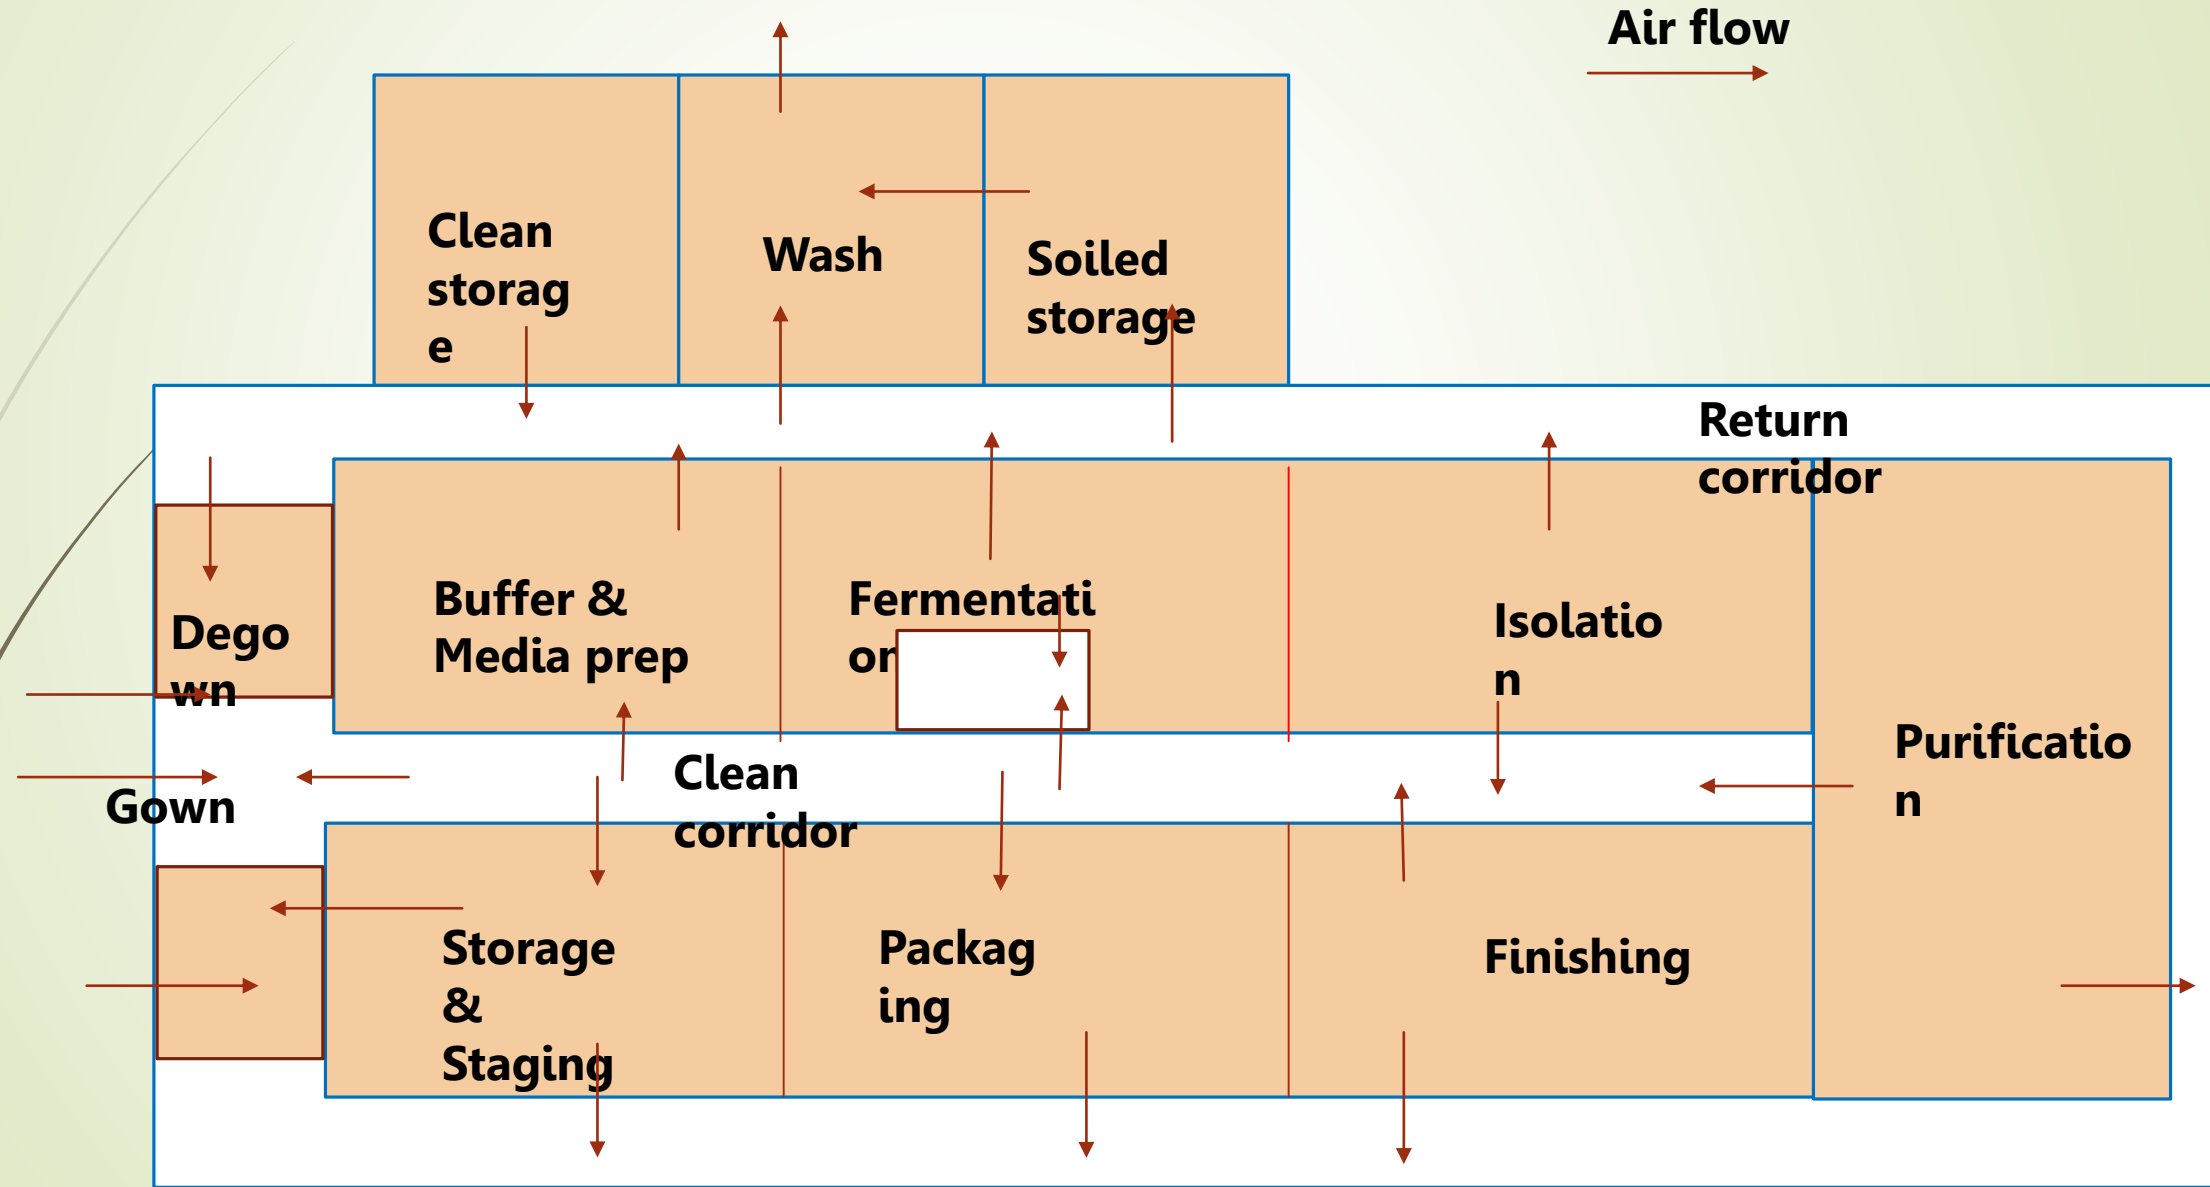 Air flow
Clean
storag
e
Wash
Soiled
storage
Return
corridor
Dego
wn
Buffer &
Media prep
Fermentati
on
Isolatio
n
Purificatio
n
Gown
Clean
corridor
Storage
&
Staging
Packag
ing
Finishing